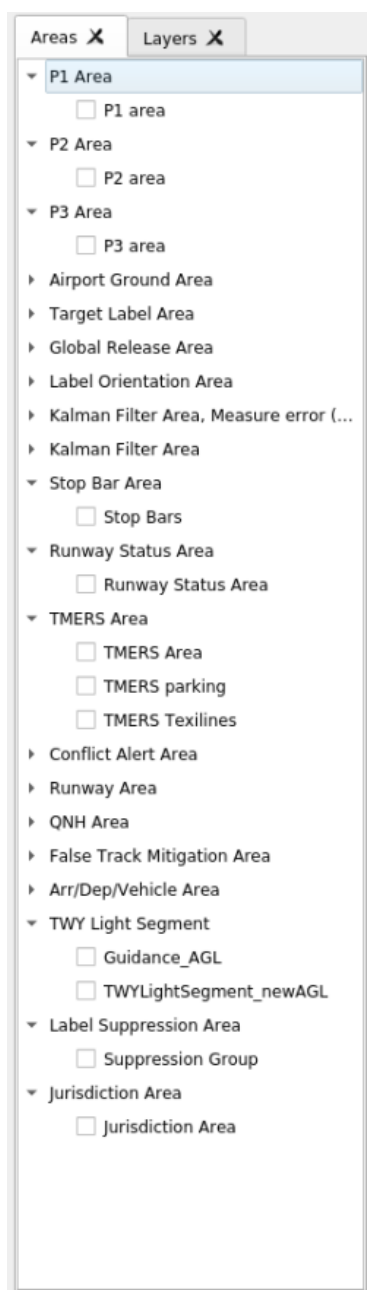 Areas X Layers X
P1 Area
P1 area
P2 Area
P2 area
P3 Area
P3 area
Airport Ground Area
Target Label Area
Global Release Area
Label Orientation Area
Kalman Filter Area, Measure error (...
Kalman Filter Area
Stop Bar Area
Stop Bars
Runway Status Area
Runway Status Area
TMERS Area
TMERS Area
TMERS parking
TMERS Texilines
Conflict Alert Area
Runway Area
QNH Area
False Track Mitigation Area
Arr/Dep/Vehicle Area
TWY Light Segment
Guidance_AGL
TWYLightSegment_newAGL
Label Suppression Area
Suppression Group
Jurisdiction Area
Jurisdiction Area